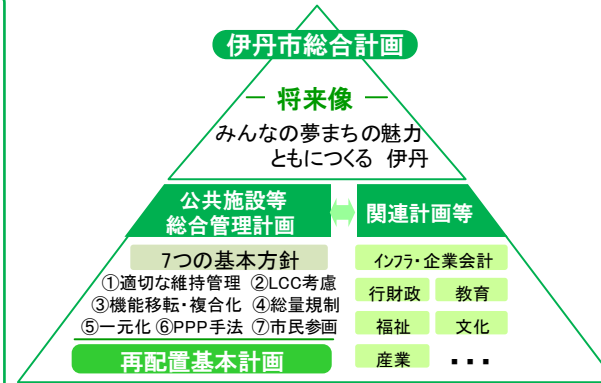 伊丹市総合計画
― 将来像 ―
みんなの夢まちの魅力
ともにつくる 伊丹
公共施設等
総合管理計画
関連計画等
7つの基本方針
①適切な維持管理 ②LCC考慮
③機能移転・複合化 ④総量規制
⑤一元化 ⑥PPP手法 ⑦市民参画
再配置基本計画
インフラ・企業会計
行財政 教育
福祉 文化
産業 ・・・